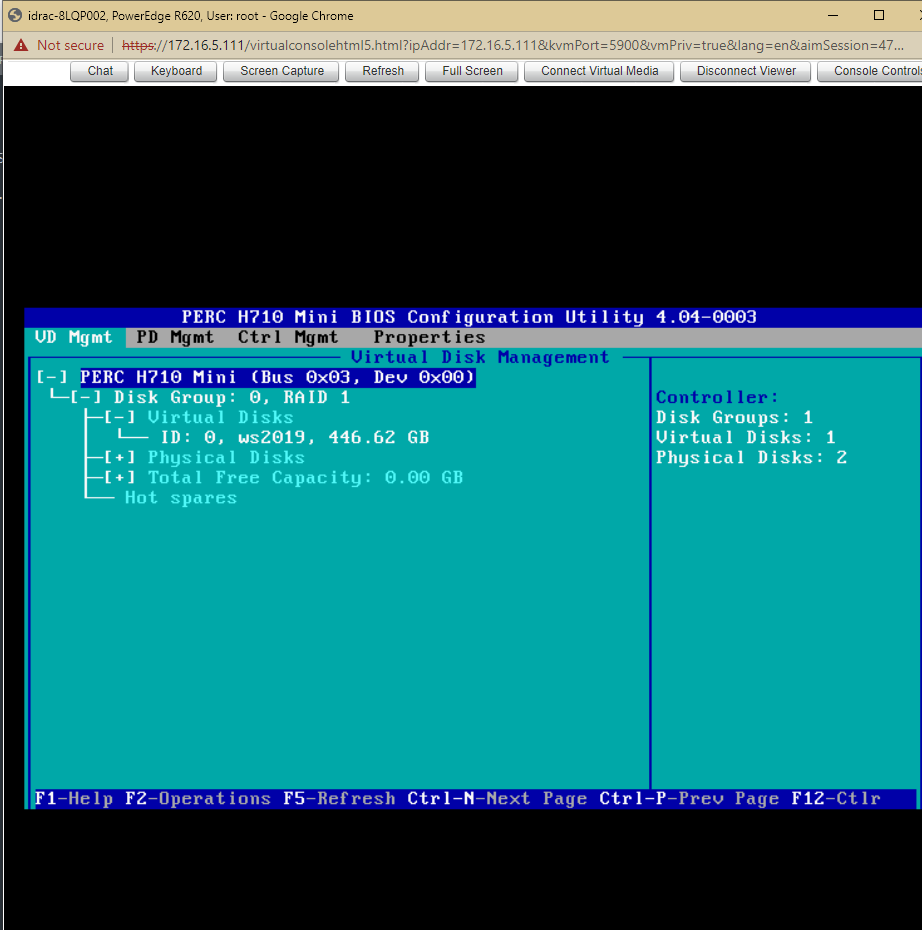 idrac-8LQP002, PowerEdge R620, User: root - Google Chrome
Not secure https://172.16.5.111/virtualconsolehtml5.html?ipAddr=172.16.5.111&kvmPort=5900&vmPriv=true&lang=en&aimSession=47...
Chat Keyboard Screen Capture Refresh Full Screen Connect Virtual Media Disconnect Viewer Console Controls
PERC H710 Mini BIOS Configuration Utility 4.04-0003
VD Mgmt PD Mgmt Ctrl Mgmt Properties
Virtual Disk Management
[-] PERC H710 Mini (Bus 0x03, Dev 0x00)
[-] Disk Group: 0, RAID 1
[-] Virtual Disks
ID: 0, ws2019, 446.62 GB
[+] Physical Disks
[+] Total Free Capacity: 0.00 GB
Hot spares
Controller:
Disk Groups: 1
Virtual Disks: 1
Physical Disks: 2
F1-Help F2-Operations F5-Refresh Ctrl-N-Next Page Ctrl-P-Prev Page F12-Ctlr